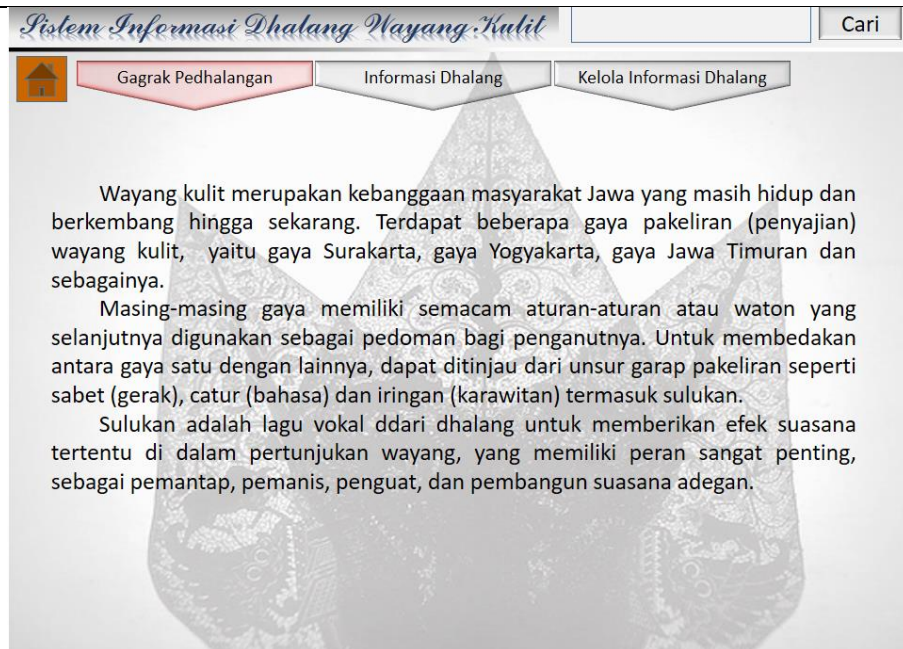 Sistem Informasi Dhalang Wayang Kulit
Cari
Gagrak Pedhalangan
Informasi Dhalang
Kelola Informasi Dhalang
Wayang kulit merupakan kebanggaan masyarakat Jawa yang masih hidup dan
berkembang hingga sekarang. Terdapat beberapa gaya pakeliran (penyajian)
wayang kulit, yaitu gaya Surakarta, gaya Yogyakarta, gaya Jawa Timuran dan
sebagainya.
Masing-masing gaya memiliki semacam aturan-aturan atau waton yang
selanjutnya digunakan sebagai pedoman bagi penganutnya. Untuk membedakan
antara gaya satu dengan lainnya, dapat ditinjau dari unsur garap pakeliran seperti
sabet (gerak), catur (bahasa) dan iringan (karawitan) termasuk sulukan.
Sulukan adalah lagu vokal ddari dhalang untuk memberikan efek suasana
tertentu di dalam pertunjukan wayang, yang memiliki peran sangat penting,
sebagai pemantap, pemanis, penguat, dan pembangun suasana adegan.